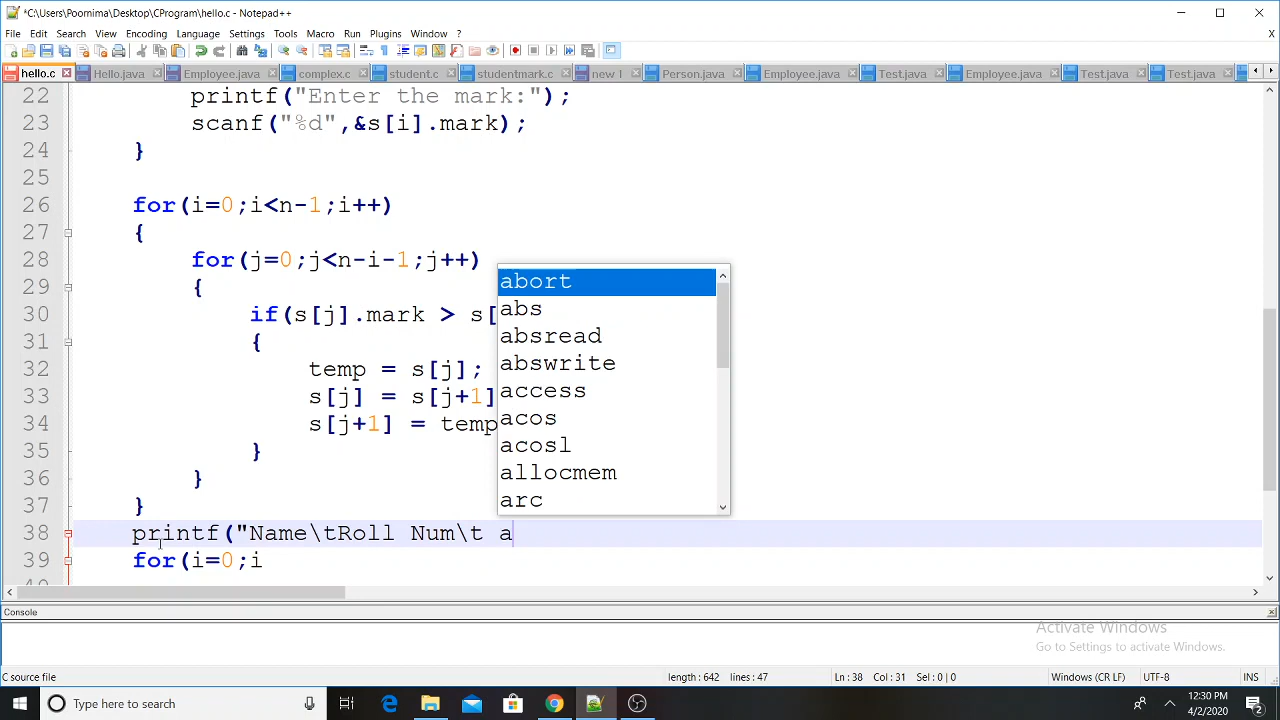 *C:\Users\Poornima\Desktop\CProgram\hello.c - Notepad++
File Edit Search View Encoding Language Settings Tools Macro Run Plugins Window ? X
hello.c Hello.java Employee.java complex.c student.c studentmark.c new 1 Person.java Employee.java Test.java Employee.java Test.java Test.java
22 printf("Enter the mark:");
23 scanf("%d",&s[i].mark);
24 }
25
26 for(i=0;i<n-1;i++)
27 {
28 for(j=0;j<n-i-1;j++)
29 {
30 if(s[j].mark > s[
31 {
32 temp = s[j];
33 s[j] = s[j+1]
34 s[j+1] = temp
35 }
36 }
37 }
38 printf("Name\tRoll Num\t a
39 for(i=0;i
abort
abs
absread
abswrite
access
acos
acosl
allocmem
arc
Console
Activate Windows
Go to Settings to activate Windows.
C source file length : 642 lines : 47 Ln : 38 Col : 31 Sel : 0 | 0 Windows (CR LF) UTF-8 INS
Type here to search
12:30 PM
4/2/2020
2